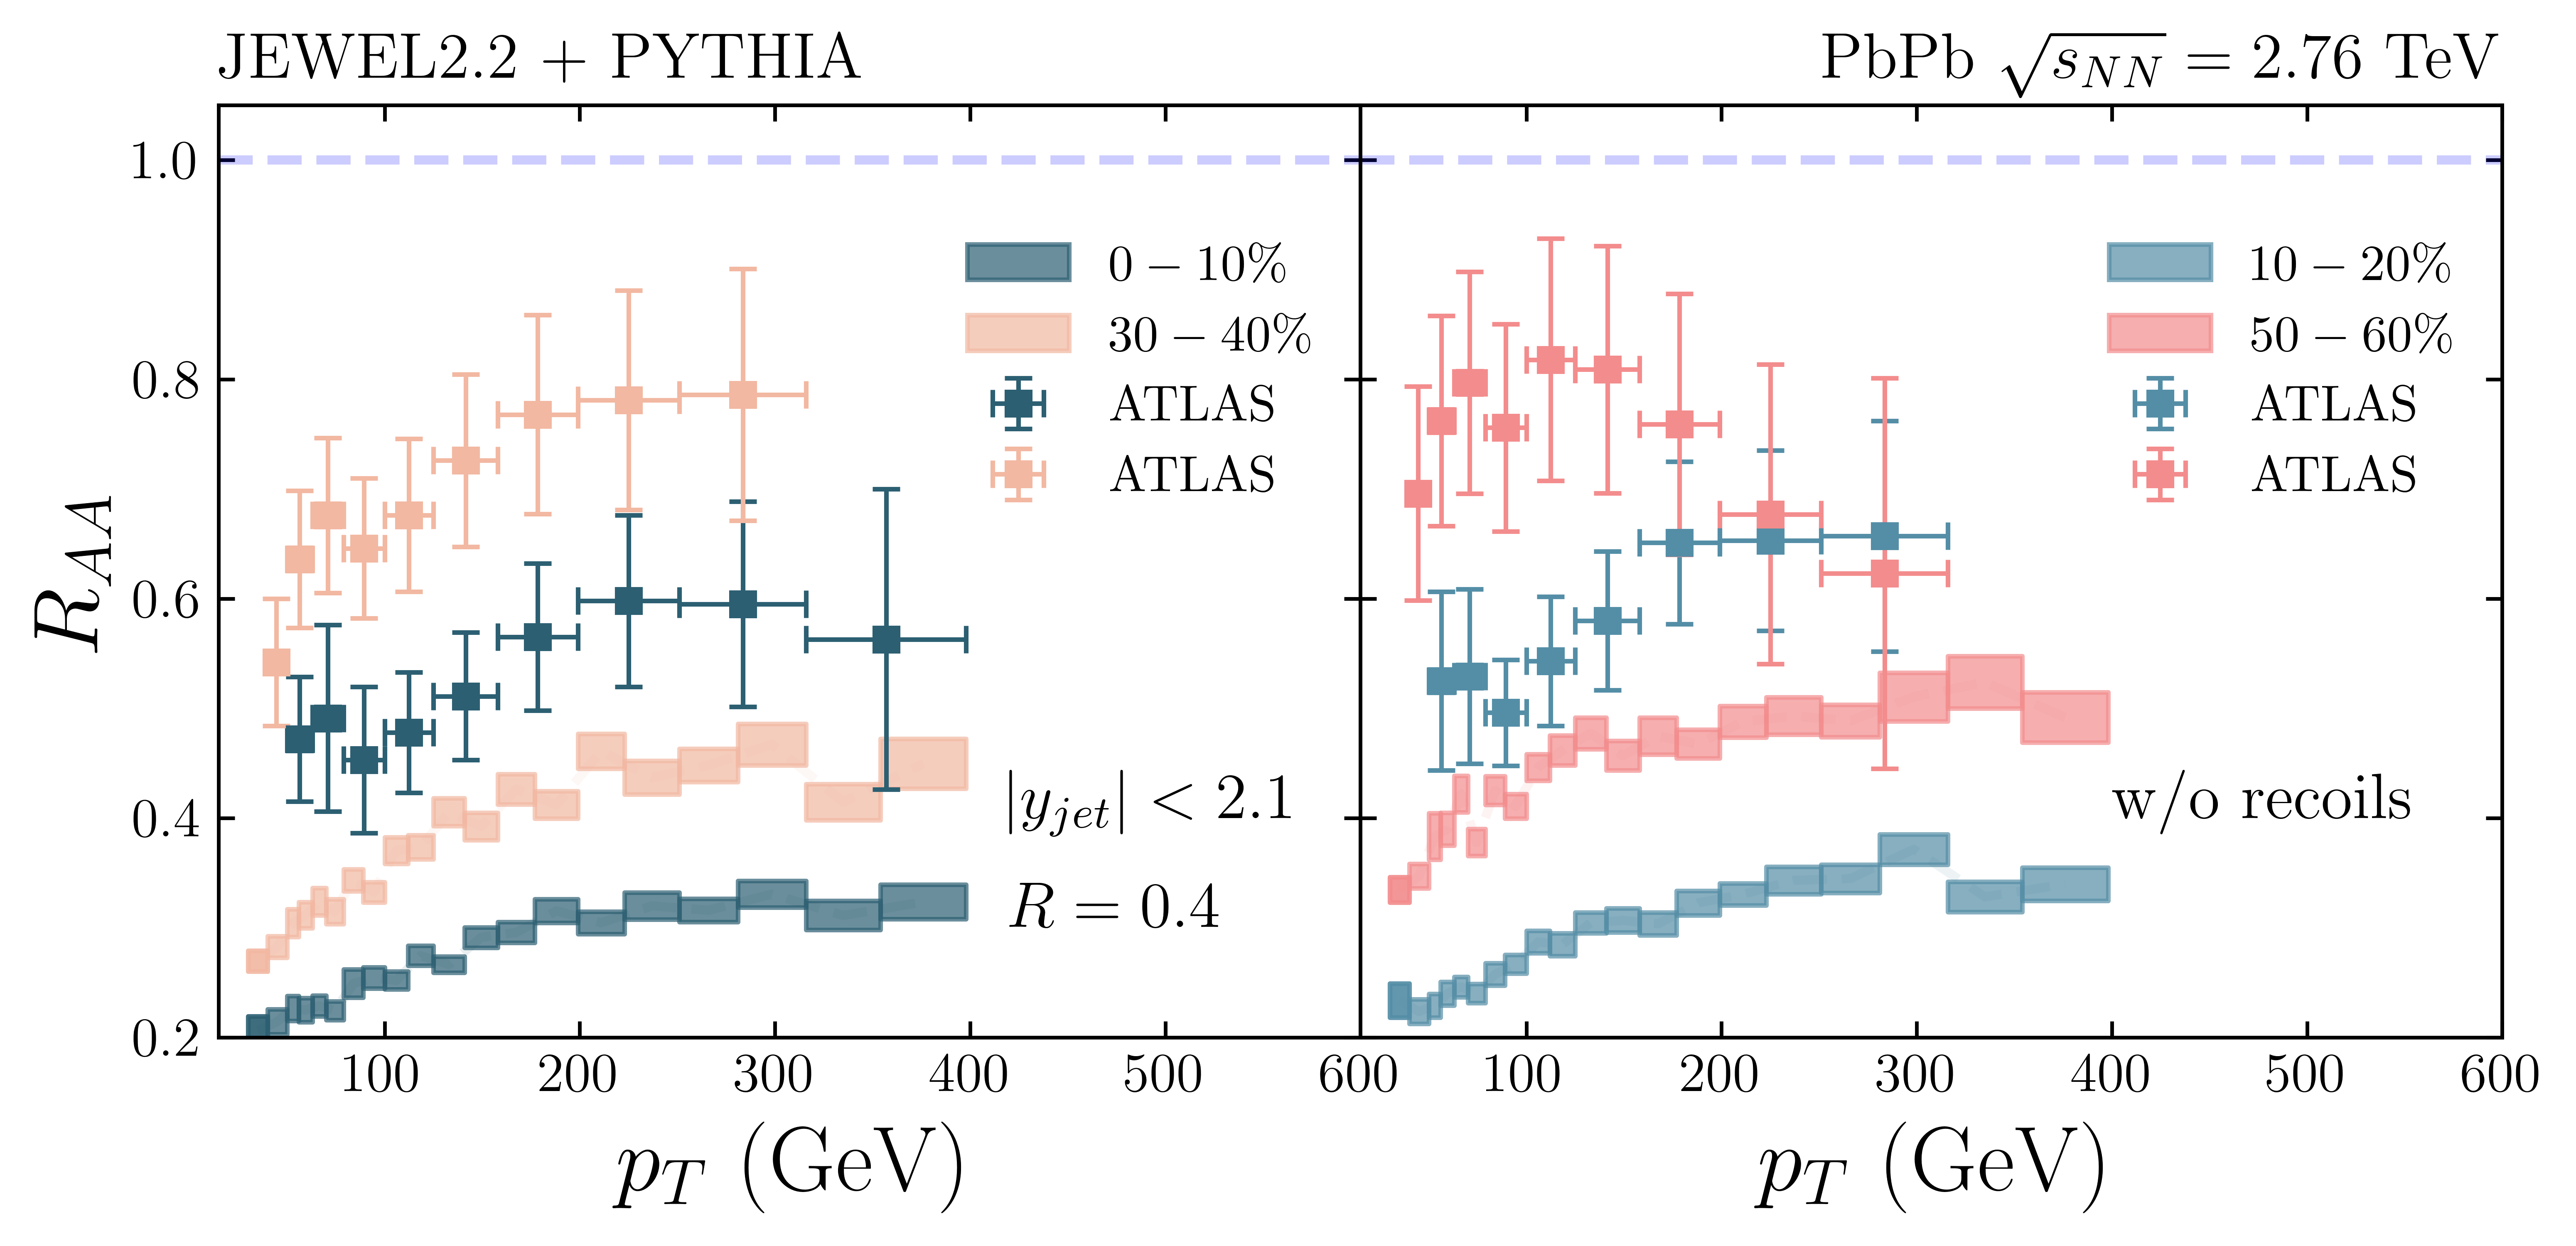 JEWEL2.2 + PYTHIA
PbPb √s_NN = 2.76 TeV
R_AA
1.0
0.8
0.6
0.4
0.2
0 − 10%
30 − 40%
ATLAS
ATLAS
|y_jet| < 2.1
R = 0.4
10 − 20%
50 − 60%
ATLAS
ATLAS
w/o recoils
100 200 300 400 500 600 100 200 300 400 500 600
p_T (GeV)
p_T (GeV)